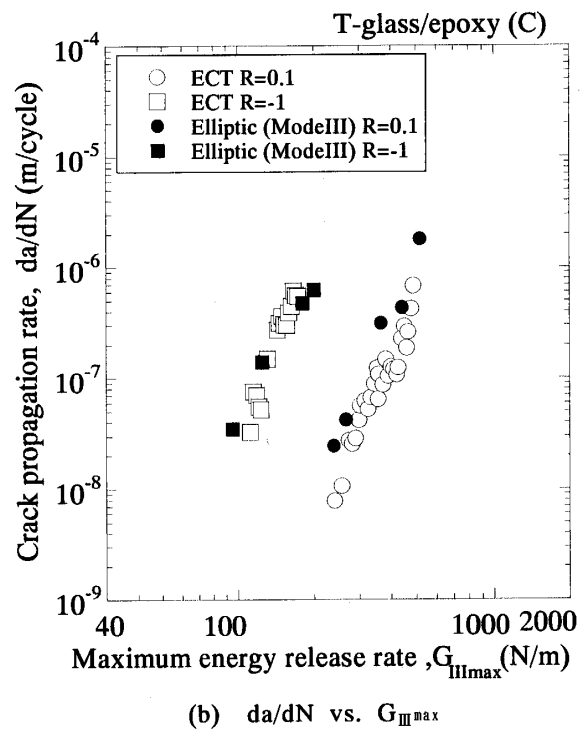 T-glass/epoxy (C)
ECT R=0.1
ECT R=-1
Elliptic (ModeIII) R=0.1
Elliptic (ModeIII) R=-1
Crack propagation rate, da/dN (m/cycle)
10⁻⁴
10⁻⁵
10⁻⁶
10⁻⁷
10⁻⁸
10⁻⁹
40 100 1000 2000
Maximum energy release rate ,G_IIImax(N/m)
(b) da/dN vs. G_IIImax